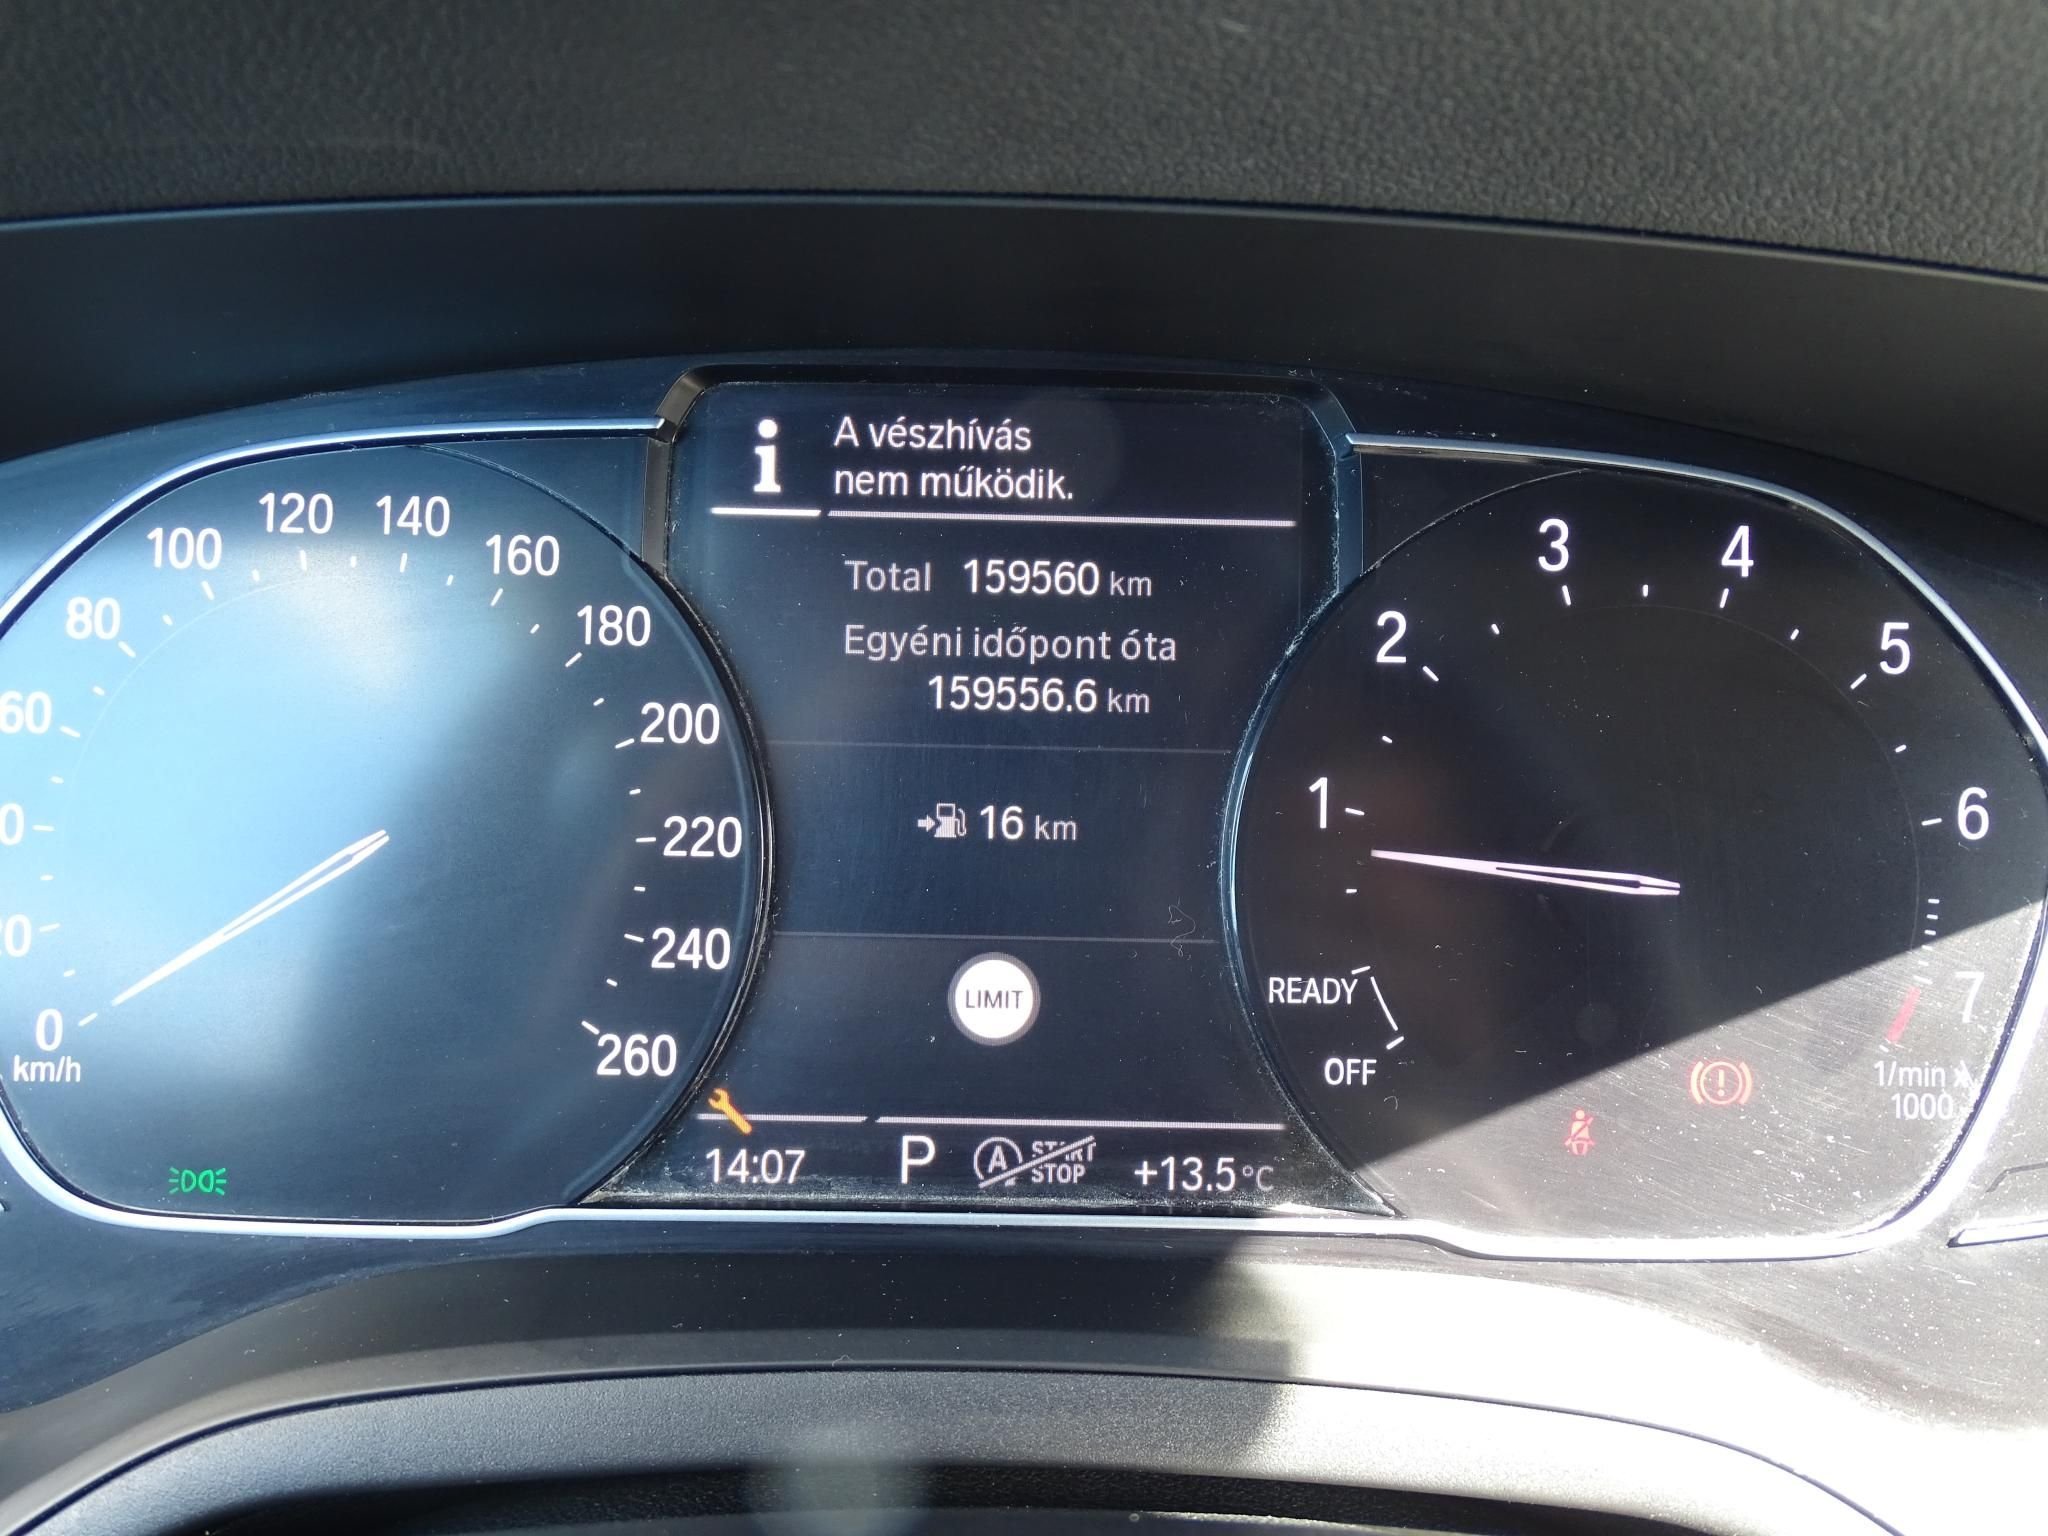 A vészhívás
nem működik.
Total 159560 km
Egyéni időpont óta
159556.6 km
16 km
LIMIT
14:07 P A START STOP +13.5 °C
0
km/h
20
60
80
100
120
140
160
180
200
220
240
260
OFF
READY
1
2
3
4
5
6
7
1/min x
1000